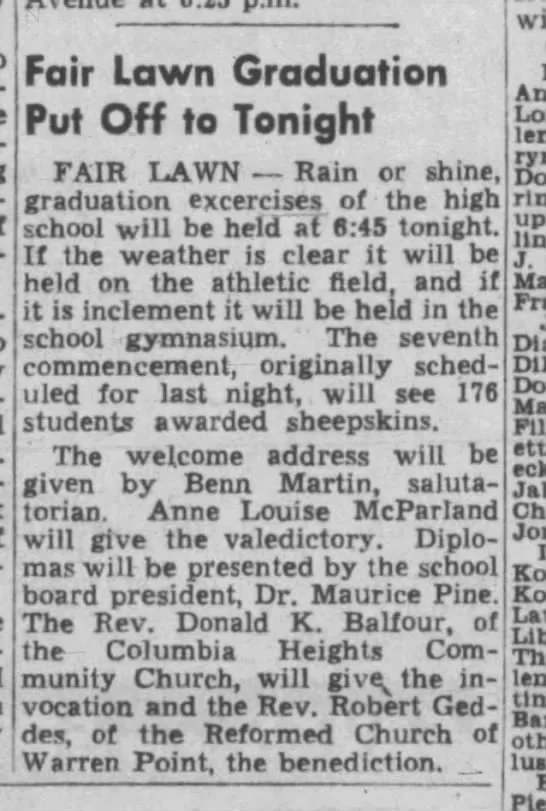 Avenue at 6:25 p.m.
Fair Lawn Graduation
Put Off to Tonight
FAIR LAWN — Rain or shine,
graduation excercises of the high
school will be held at 6:45 tonight.
If the weather is clear it will be
held on the athletic field, and if
it is inclement it will be held in the
school gymnasium. The seventh
commencement, originally sched-
uled for last night, will see 176
students awarded sheepskins.
The welcome address will be
given by Benn Martin, saluta-
torian. Anne Louise McParland
will give the valedictory. Diplo-
mas will be presented by the school
board president, Dr. Maurice Pine.
The Rev. Donald K. Balfour, of
the Columbia Heights Com-
munity Church, will give the in-
vocation and the Rev. Robert Ged-
des, of the Reformed Church of
Warren Point, the benediction.